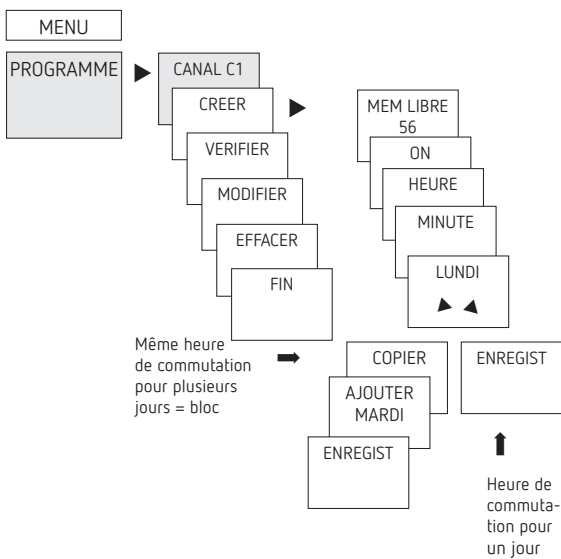 MENU
PROGRAMME
CANAL C1
CREER
VERIFIER
MODIFIER
EFFACER
FIN
MEM LIBRE
56
ON
HEURE
MINUTE
LUNDI
Même heure
de commutation
pour plusieurs
jours = bloc
COPIER
AJOUTER
MARDI
ENREGIST
ENREGIST
Heure de
commuta-
tion pour
un jour